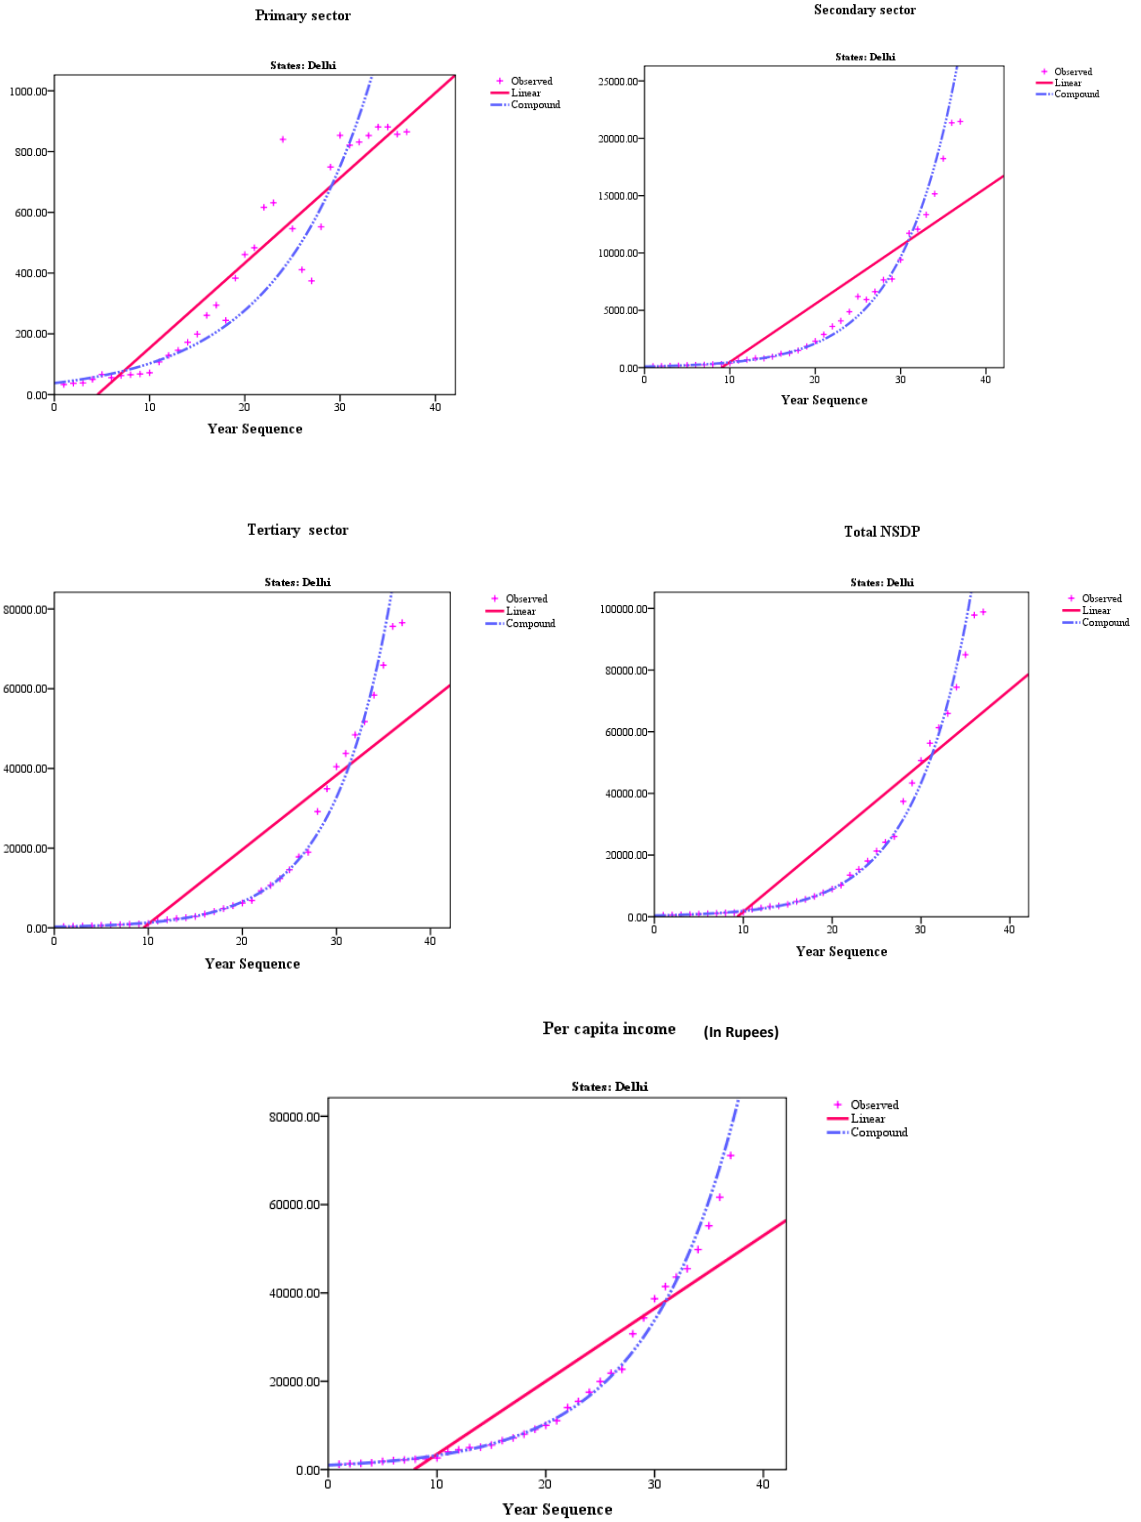 Primary sector
States: Delhi
Observed
Linear
Compound
1000.00
800.00
600.00
400.00
200.00
0.00
0 10 20 30 40
Year Sequence
Secondary sector
States: Delhi
Observed
Linear
Compound
25000.00
20000.00
15000.00
10000.00
5000.00
0.00
0 10 20 30 40
Year Sequence
Tertiary sector
States: Delhi
Observed
Linear
Compound
80000.00
60000.00
40000.00
20000.00
0.00
0 10 20 30 40
Year Sequence
Total NSDP
States: Delhi
Observed
Linear
Compound
100000.00
80000.00
60000.00
40000.00
20000.00
0.00
0 10 20 30 40
Year Sequence
Per capita income (In Rupees)
States: Delhi
Observed
Linear
Compound
80000.00
60000.00
40000.00
20000.00
0.00
0 10 20 30 40
Year Sequence